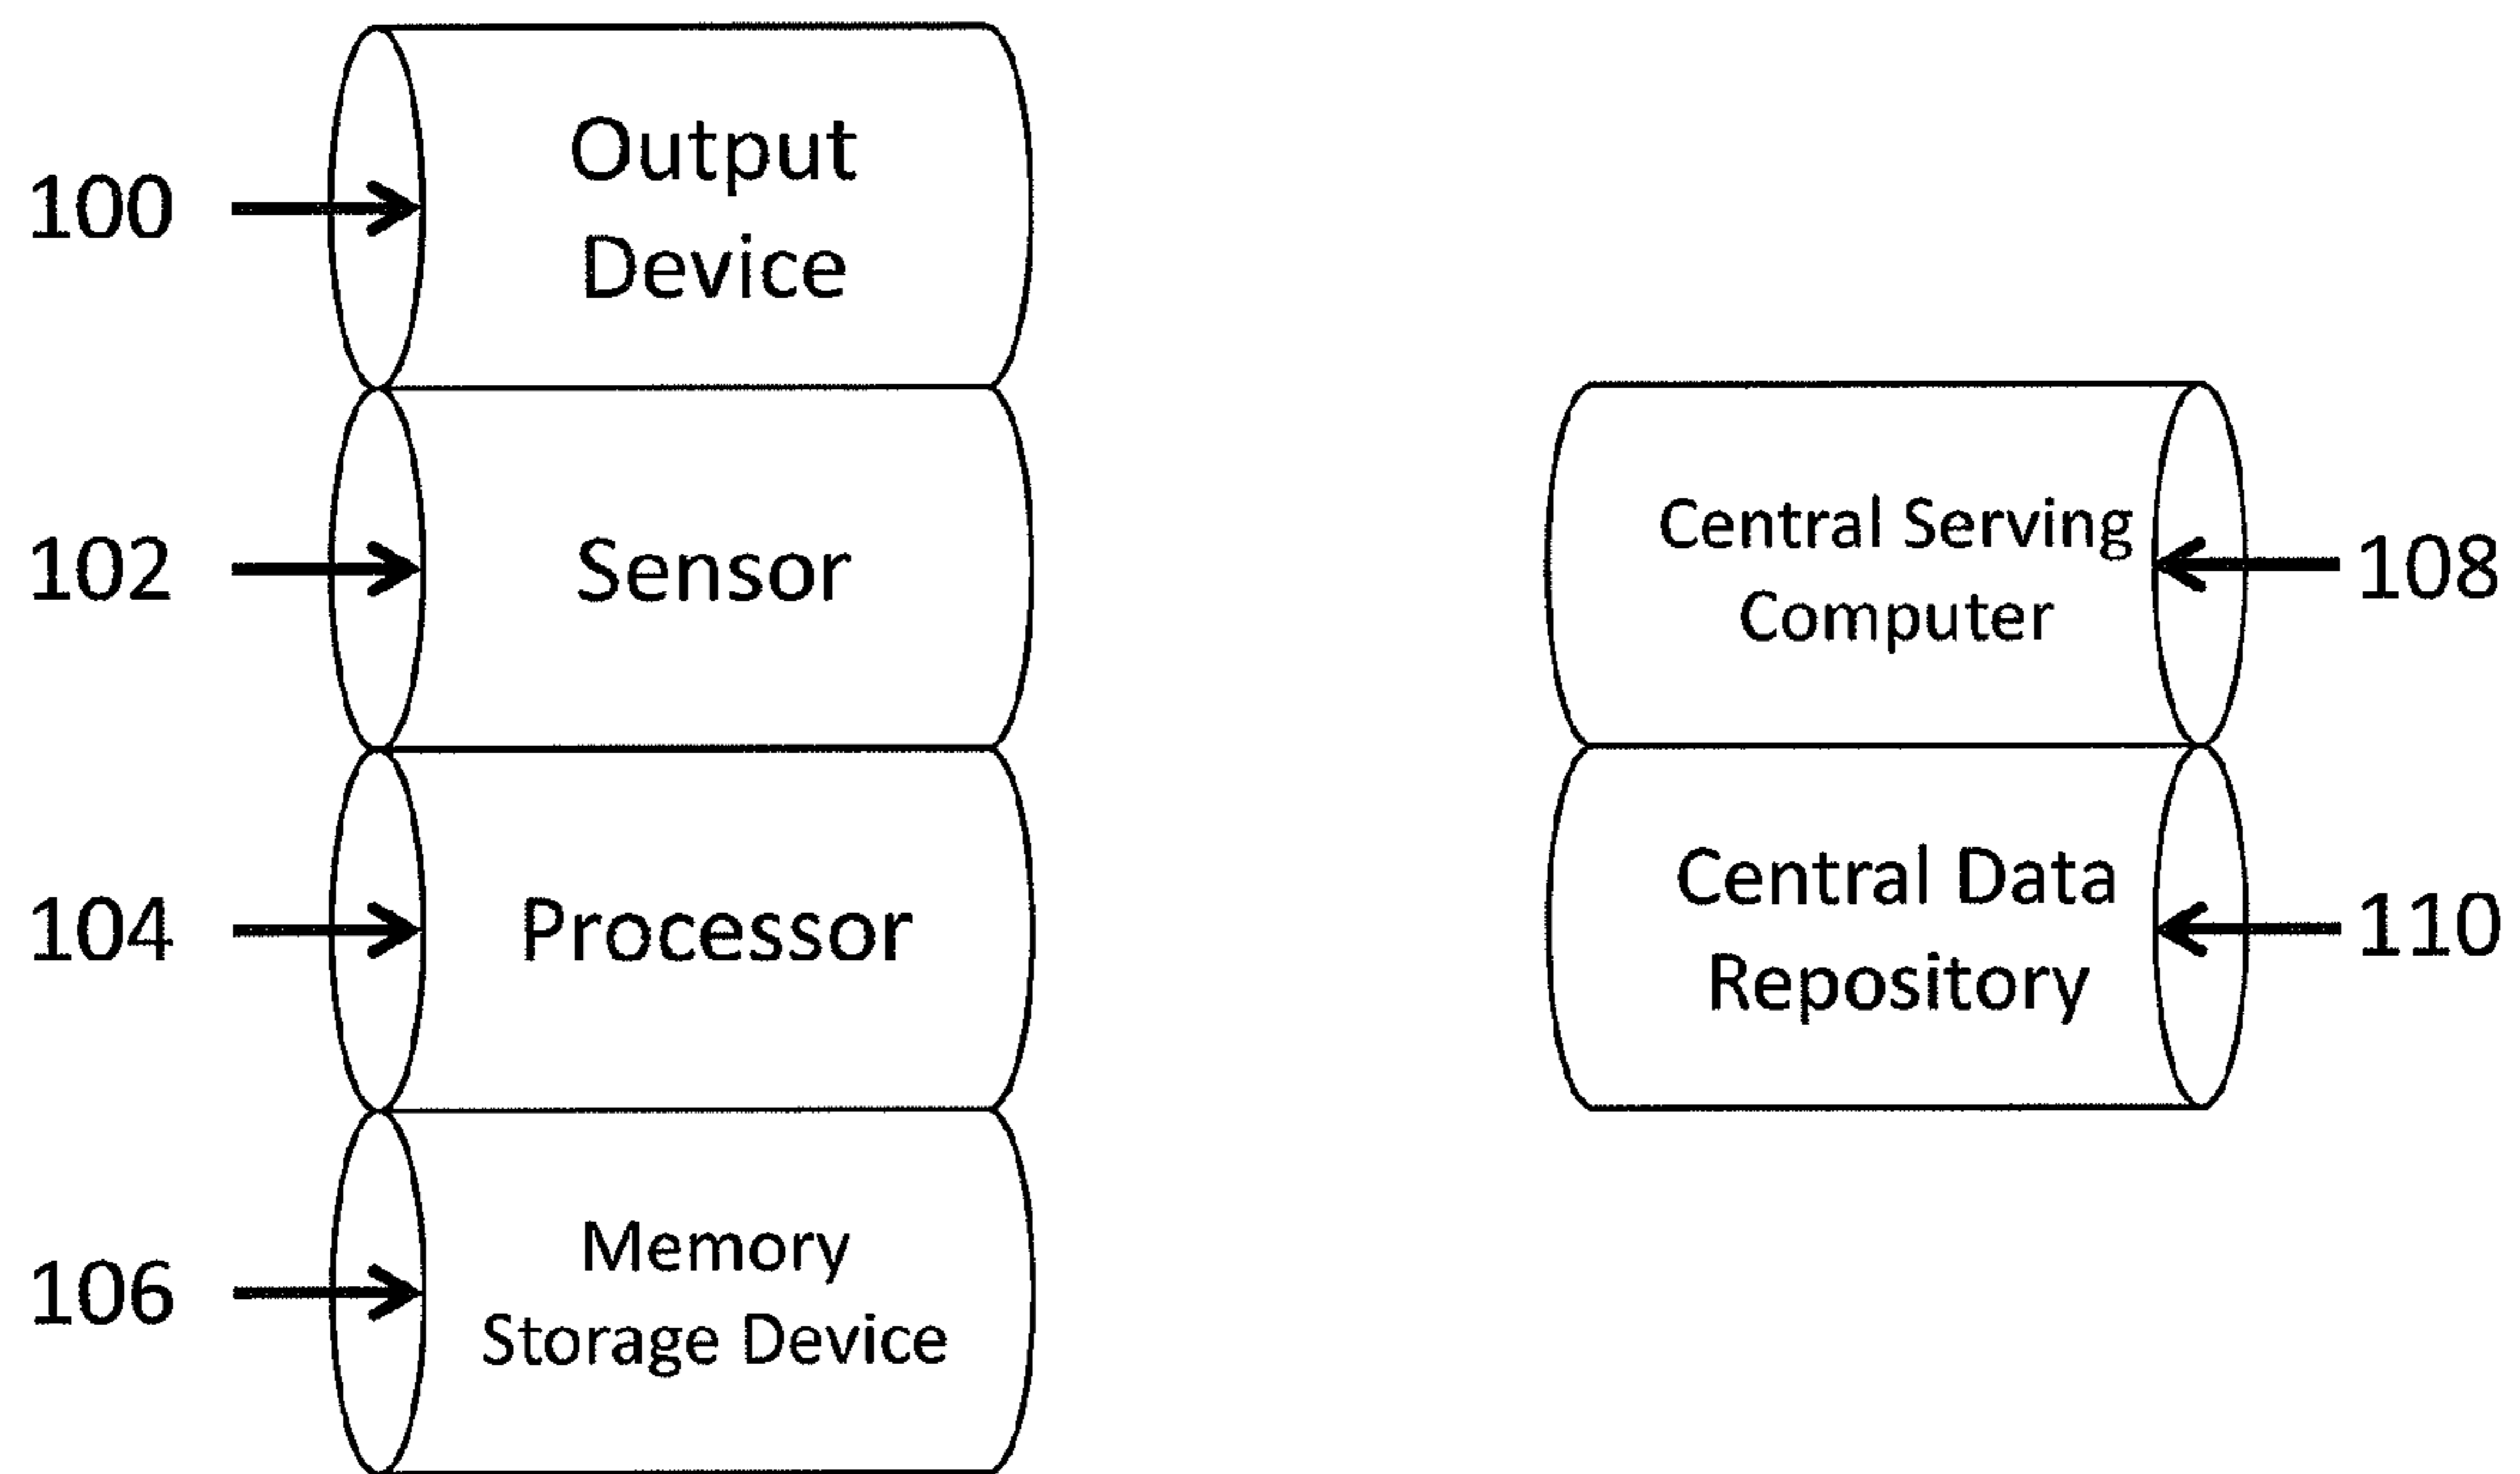 100
Output
Device
102
Sensor
104
Processor
106
Memory
Storage Device
Central Serving
Computer
108
Central Data
Repository
110